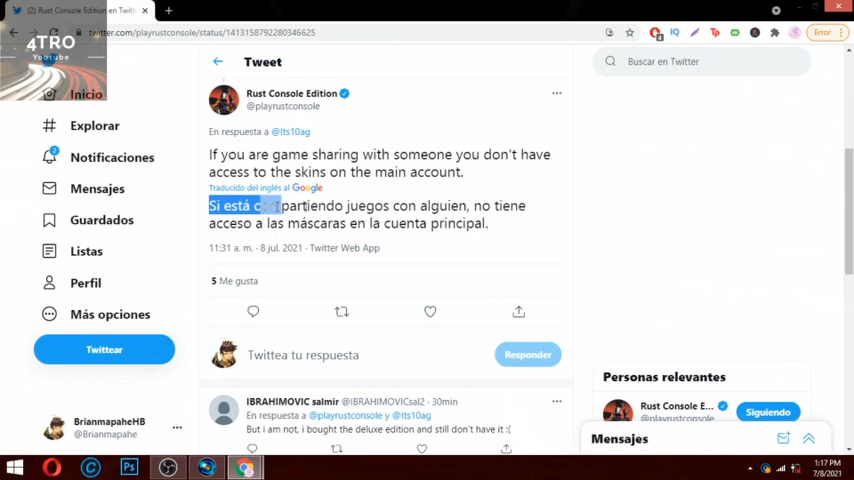 (2) Rust Console Edition en Twitt
twitter.com/playrustconsole/status/1413158792280346625
Error
4TRO
Youtube
Inicio
Explorar
Notificaciones
2
Mensajes
Guardados
Listas
Perfil
Más opciones
Twittear
BrianmapaheHB
@Brianmapahe
Tweet
Rust Console Edition
@playrustconsole
En respuesta a @Its10ag
If you are game sharing with someone you don't have
access to the skins on the main account.
Traducido del inglés al Google
Si está compartiendo juegos con alguien, no tiene
acceso a las máscaras en la cuenta principal.
11:31 a. m. · 8 jul. 2021 · Twitter Web App
5 Me gusta
Twittea tu respuesta
Responder
IBRAHIMOVIC salmir @IBRAHIMOVICsal2 · 30min
En respuesta a @playrustconsole y @Its10ag
But i am not, i bought the deluxe edition and still don't have it :(
Buscar en Twitter
Personas relevantes
Rust Console E...
@playrustconsole
Siguiendo
Mensajes
1:17 PM
7/8/2021